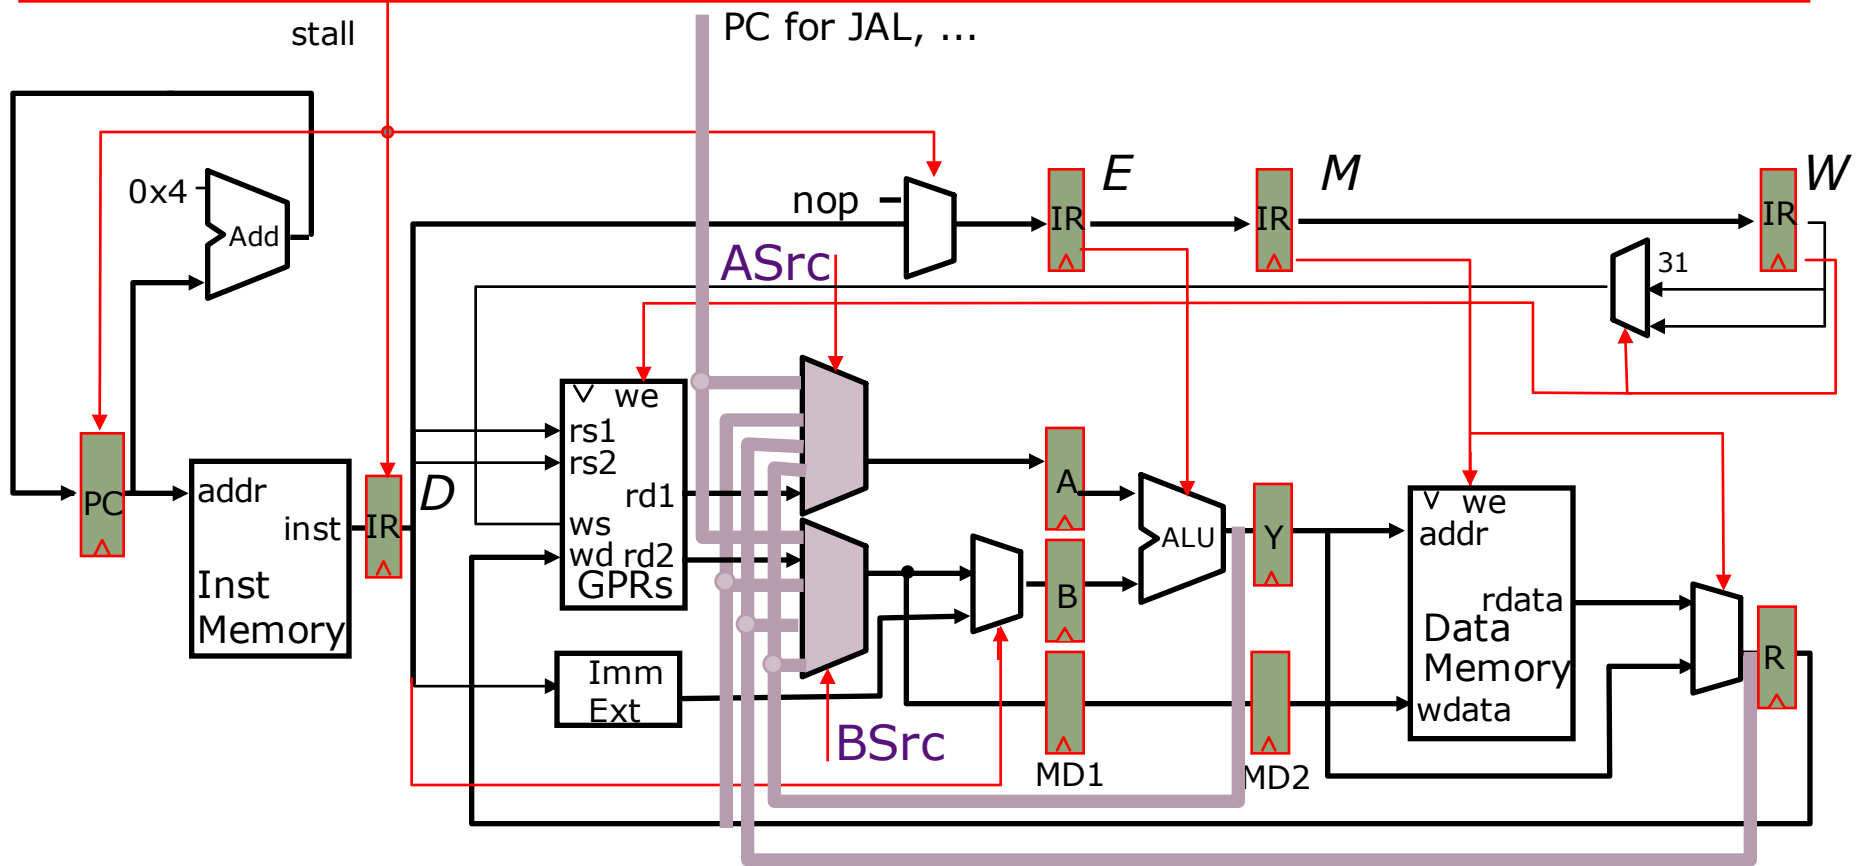 stall
PC for JAL, ...
0x4
Add
nop
E
M
W
IR
IR
IR
ASrc
31
we
rs1
rs2
rd1
ws
wd rd2
GPRs
PC
addr
inst
Inst
Memory
IR
D
A
B
ALU
Y
we
addr
rdata
Data
Memory
wdata
R
Imm
Ext
BSrc
MD1
MD2